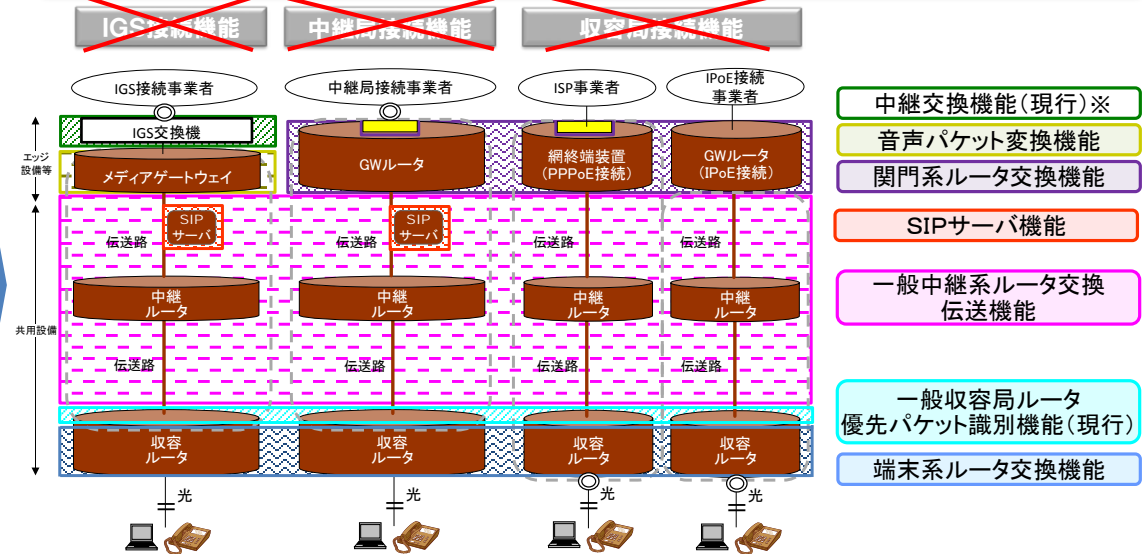 IGS接続機能
中継局接続機能
収容局接続機能
IGS接続事業者
中継局接続事業者
ISP事業者
IPoE接続
事業者
エッジ
設備等
共用設備
IGS交換機
メディアゲートウェイ
GWルータ
網終端装置
(PPPoE接続)
GWルータ
(IPoE接続)
SIP
サーバ
SIP
サーバ
伝送路
伝送路
伝送路
伝送路
中継
ルータ
中継
ルータ
中継
ルータ
中継
ルータ
伝送路
伝送路
伝送路
伝送路
収容
ルータ
収容
ルータ
収容
ルータ
収容
ルータ
光
光
光
光
中継交換機能(現行)※
音声パケット変換機能
関門系ルータ交換機能
SIPサーバ機能
一般中継系ルータ交換
伝送機能
一般収容局ルータ
優先パケット識別機能(現行)
端末系ルータ交換機能